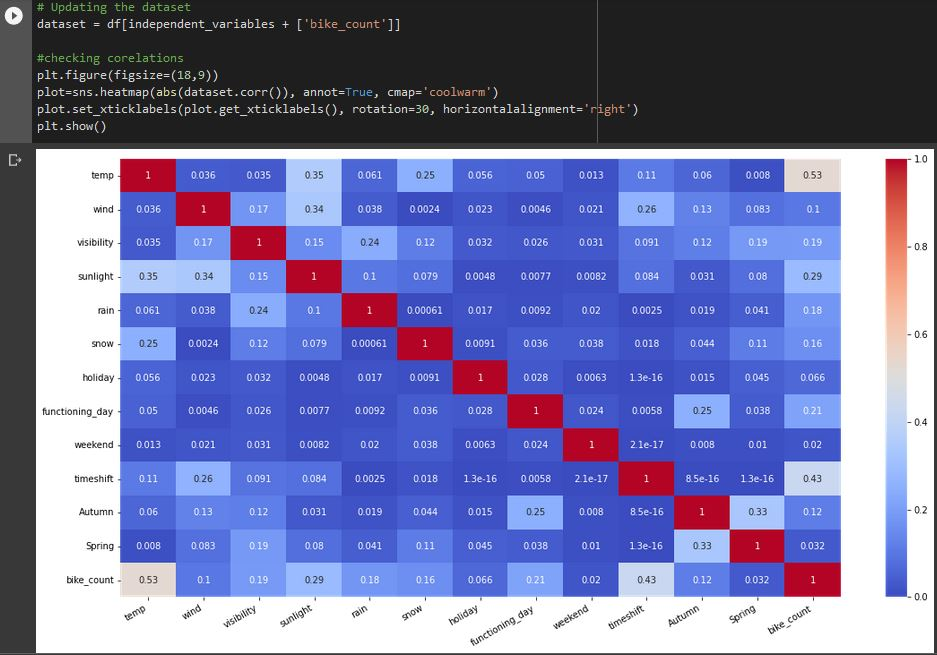 # Updating the dataset
dataset = df[independent_variables + ['bike_count']]
#checking corelations
plt.figure(figsize=(18,9))
plot=sns.heatmap(abs(dataset.corr()), annot=True, cmap='coolwarm')
plot.set_xticklabels(plot.get_xticklabels(), rotation=30, horizontalalignment='right')
plt.show()
temp 1 0.036 0.035 0.35 0.061 0.25 0.056 0.05 0.013 0.11 0.06 0.008 0.53
wind 0.036 1 0.17 0.34 0.038 0.0024 0.023 0.0046 0.021 0.26 0.13 0.083 0.1
visibility 0.035 0.17 1 0.15 0.24 0.12 0.032 0.026 0.031 0.091 0.12 0.19 0.19
sunlight 0.35 0.34 0.15 1 0.1 0.079 0.0048 0.0077 0.0082 0.084 0.031 0.08 0.29
rain 0.061 0.038 0.24 0.1 1 0.00061 0.017 0.0092 0.02 0.0025 0.019 0.041 0.18
snow 0.25 0.0024 0.12 0.079 0.00061 1 0.0091 0.036 0.038 0.018 0.044 0.11 0.16
holiday 0.056 0.023 0.032 0.0048 0.017 0.0091 1 0.028 0.0063 1.3e-16 0.015 0.045 0.066
functioning_day 0.05 0.0046 0.026 0.0077 0.0092 0.036 0.028 1 0.024 0.0058 0.25 0.038 0.21
weekend 0.013 0.021 0.031 0.0082 0.02 0.038 0.0063 0.024 1 2.1e-17 0.008 0.01 0.02
timeshift 0.11 0.26 0.091 0.084 0.0025 0.018 1.3e-16 0.0058 2.1e-17 1 8.5e-16 1.3e-16 0.43
Autumn 0.06 0.13 0.12 0.031 0.019 0.044 0.015 0.25 0.008 8.5e-16 1 0.33 0.12
Spring 0.008 0.083 0.19 0.08 0.041 0.11 0.045 0.038 0.01 1.3e-16 0.33 1 0.032
bike_count 0.53 0.1 0.19 0.29 0.18 0.16 0.066 0.21 0.02 0.43 0.12 0.032 1
temp wind visibility sunlight rain snow holiday functioning_day weekend timeshift Autumn Spring bike_count
1.0
0.8
0.6
0.4
0.2
0.0